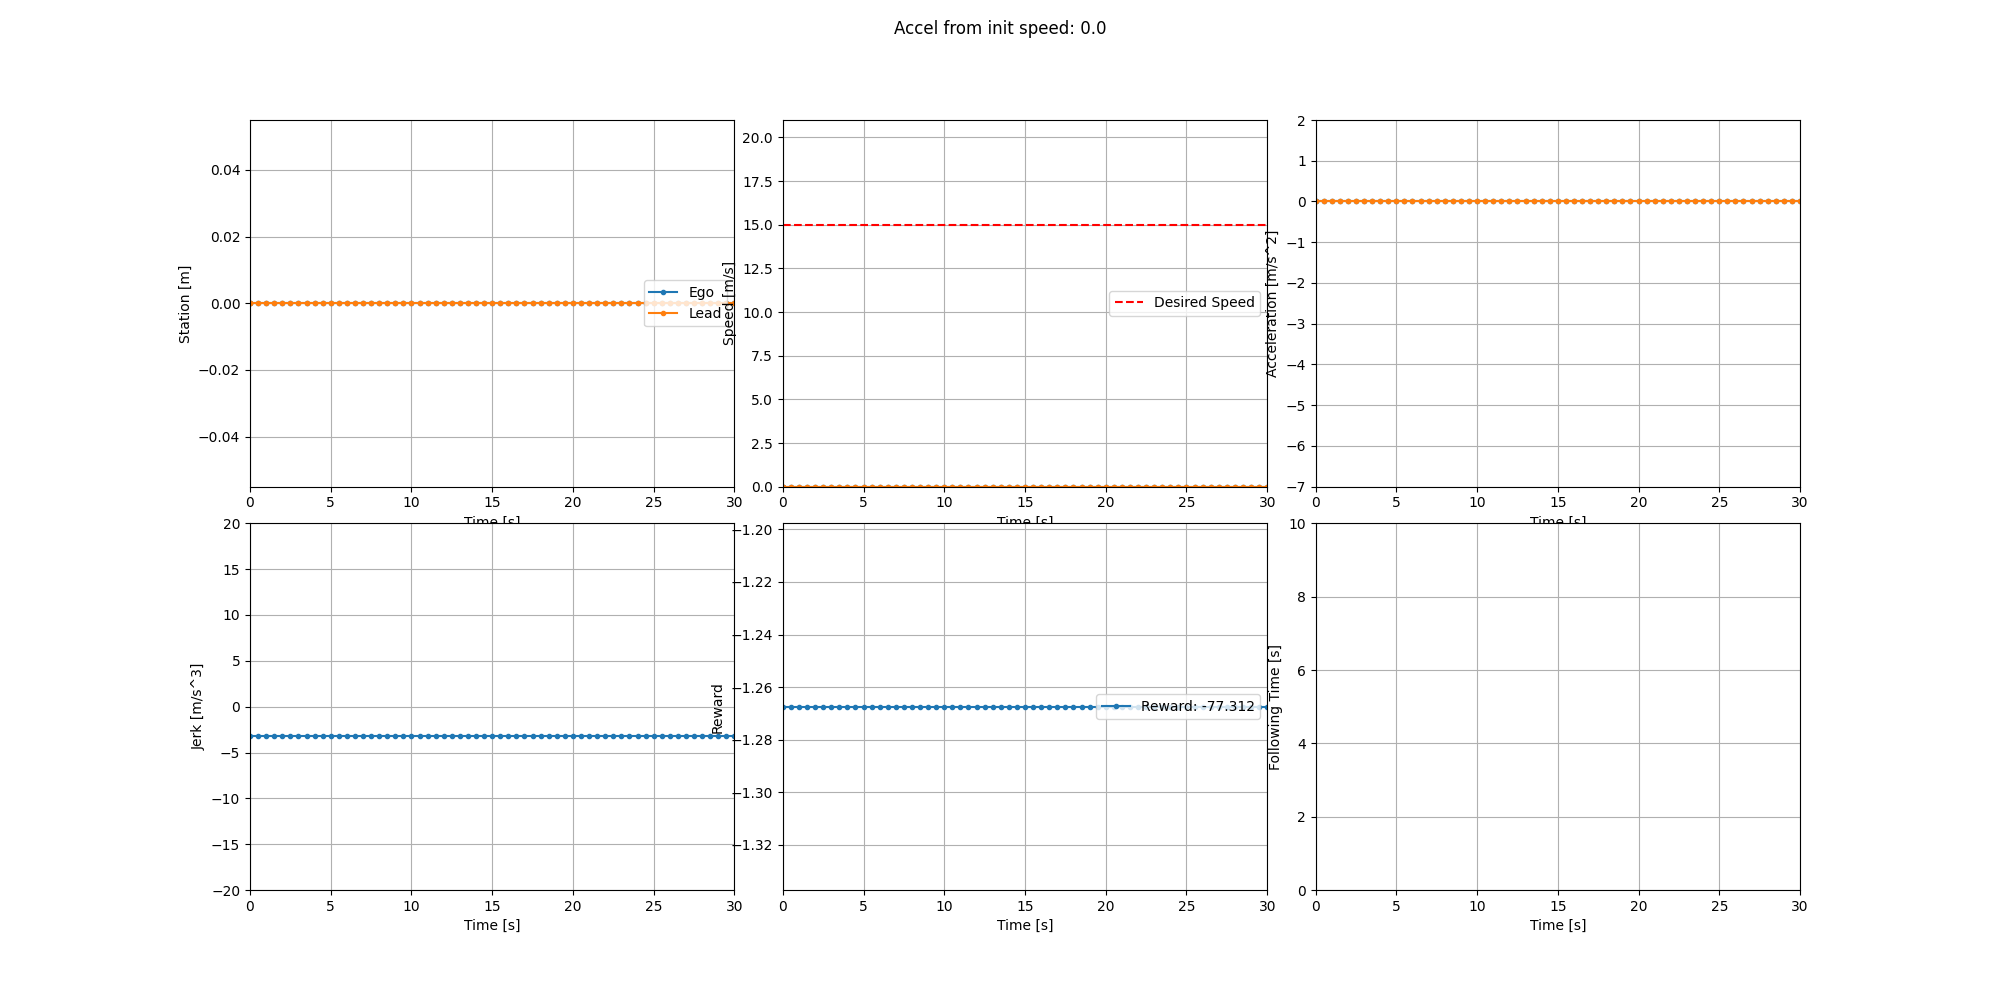 Accel from init speed: 0.0
0.04
0.02
0.00
−0.02
−0.04
Station [m]
Ego
Lead
0 5 10 15 20 25 30
Time [s]
20.0
17.5
15.0
12.5
10.0
7.5
5.0
2.5
0.0
Speed [m/s]
Desired Speed
0 5 10 15 20 25 30
Time [s]
2
1
0
−1
−2
−3
−4
−5
−6
−7
Acceleration [m/s^2]
0 5 10 15 20 25 30
Time [s]
20
15
10
5
0
−5
−10
−15
−20
Jerk [m/s^3]
0 5 10 15 20 25 30
Time [s]
−1.20
−1.22
−1.24
−1.26
−1.28
−1.30
−1.32
Reward
Reward: -77.312
0 5 10 15 20 25 30
Time [s]
10
8
6
4
2
0
Following Time [s]
0 5 10 15 20 25 30
Time [s]